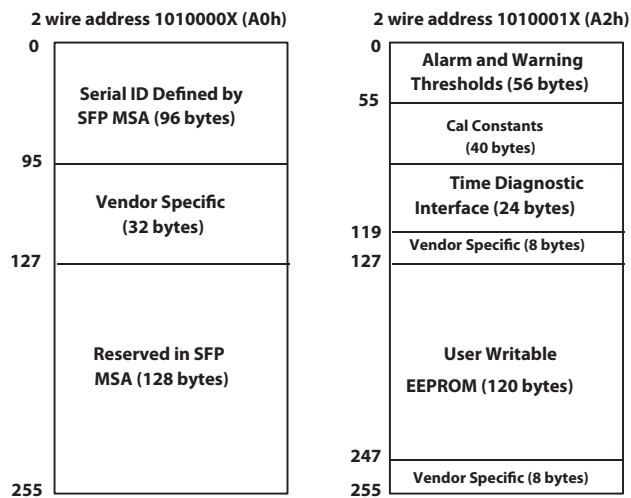 2 wire address 1010000X (A0h)
0
Serial ID Defined by
SFP MSA (96 bytes)
95
Vendor Specific
(32 bytes)
127
Reserved in SFP
MSA (128 bytes)
255
2 wire address 1010001X (A2h)
0
Alarm and Warning
Thresholds (56 bytes)
55
Cal Constants
(40 bytes)
Time Diagnostic
Interface (24 bytes)
119
Vendor Specific (8 bytes)
127
User Writable
EEPROM (120 bytes)
247
Vendor Specific (8 bytes)
255